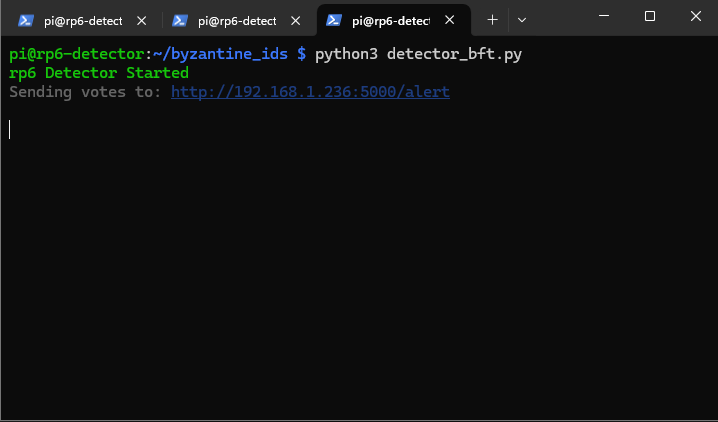 pi@rp6-detect
pi@rp6-detect
pi@rp6-detect
pi@rp6-detector:~/byzantine_ids $ python3 detector_bft.py
rp6 Detector Started
Sending votes to: http://192.168.1.236:5000/alert